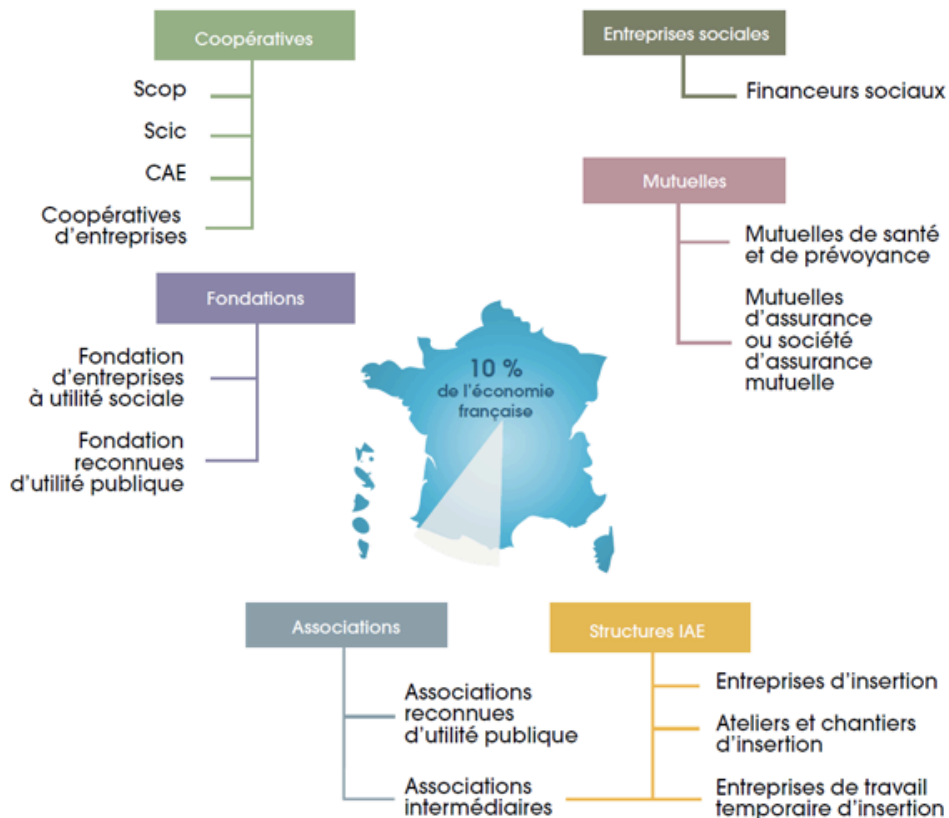 Coopératives
Scop
Scic
CAE
Coopératives
d'entreprises
Entreprises sociales
Financeurs sociaux
Mutuelles
Mutuelles de santé
et de prévoyance
Mutuelles
d'assurance
ou société
d'assurance
mutuelle
Fondations
Fondation
d'entreprises
à utilité sociale
Fondation
reconnues
d'utilité publique
10 %
de l'économie
française
Associations
Associations
reconnues
d'utilité publique
Associations
intermédiaires
Structures IAE
Entreprises d'insertion
Ateliers et chantiers
d'insertion
Entreprises de travail
temporaire d'insertion